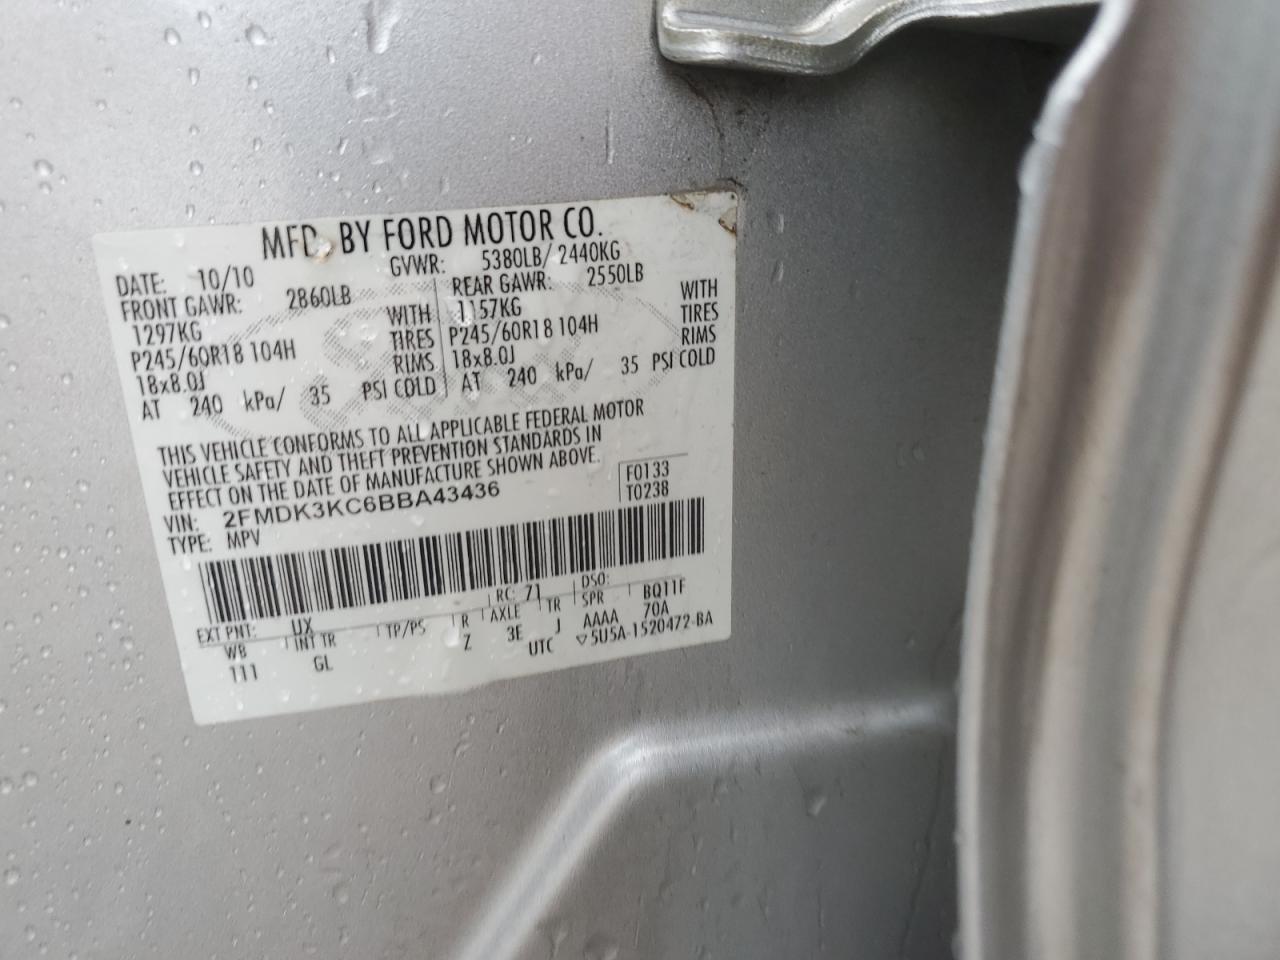 MFD. BY FORD MOTOR CO.
DATE: 10/10 GVWR: 5380LB/ 2440KG
FRONT GAWR: 2860LB REAR GAWR: 2550LB
1297KG WITH 1157KG WITH
P245/60R18 104H TIRES P245/60R18 104H TIRES
18x8.0J RIMS 18x8.0J RIMS
AT 240 kPa/ 35 PSI COLD AT 240 kPa/ 35 PSI COLD
THIS VEHICLE CONFORMS TO ALL APPLICABLE FEDERAL MOTOR
VEHICLE SAFETY AND THEFT PREVENTION STANDARDS IN
EFFECT ON THE DATE OF MANUFACTURE SHOWN ABOVE.
F0133
VIN: 2FMDK3KC6BBA43436 T0238
TYPE: MPV
EXT PNT: UX RC: 71 DSO:
WB INT TR TP/PS R AXLE TR SPR BQ11F
111 GL Z 3E J AAAA 70A
UTC ▽5U5A-1520472-BA